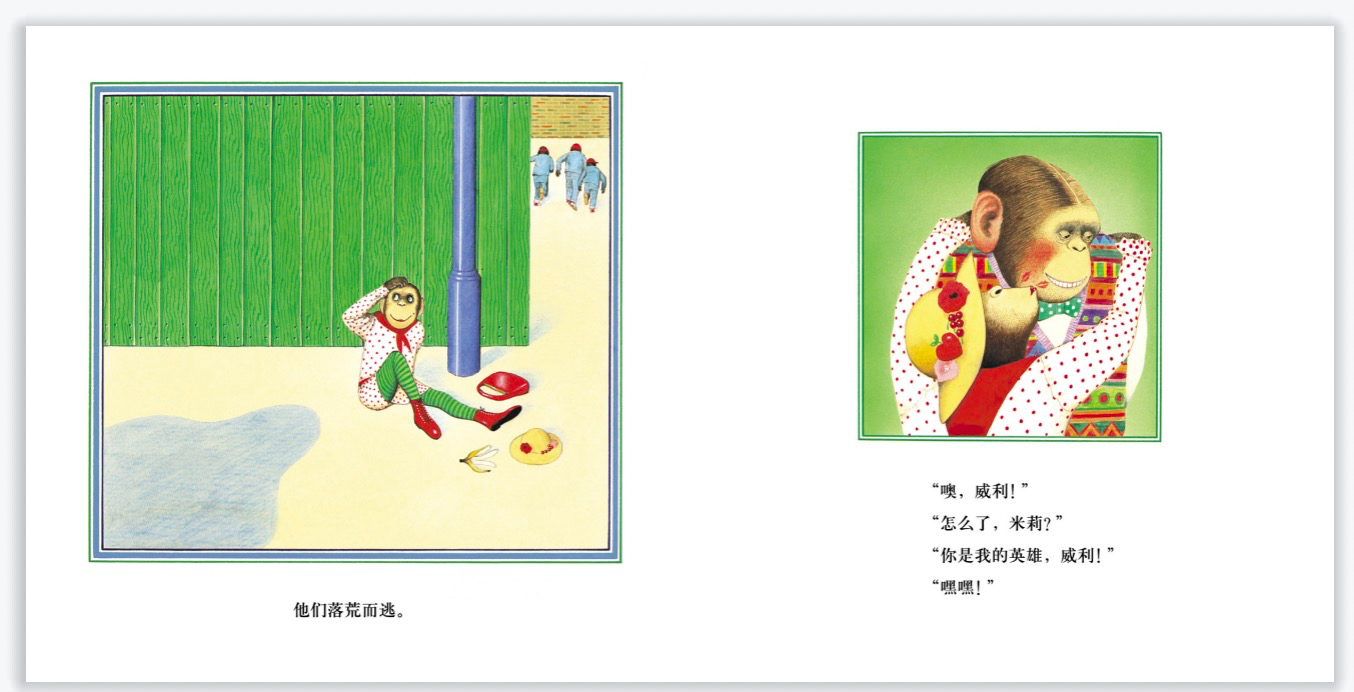 他们落荒而逃。
“噢，威利！”
“怎么了，米莉？”
“你是我的英雄，威利！”
“嘿嘿！”